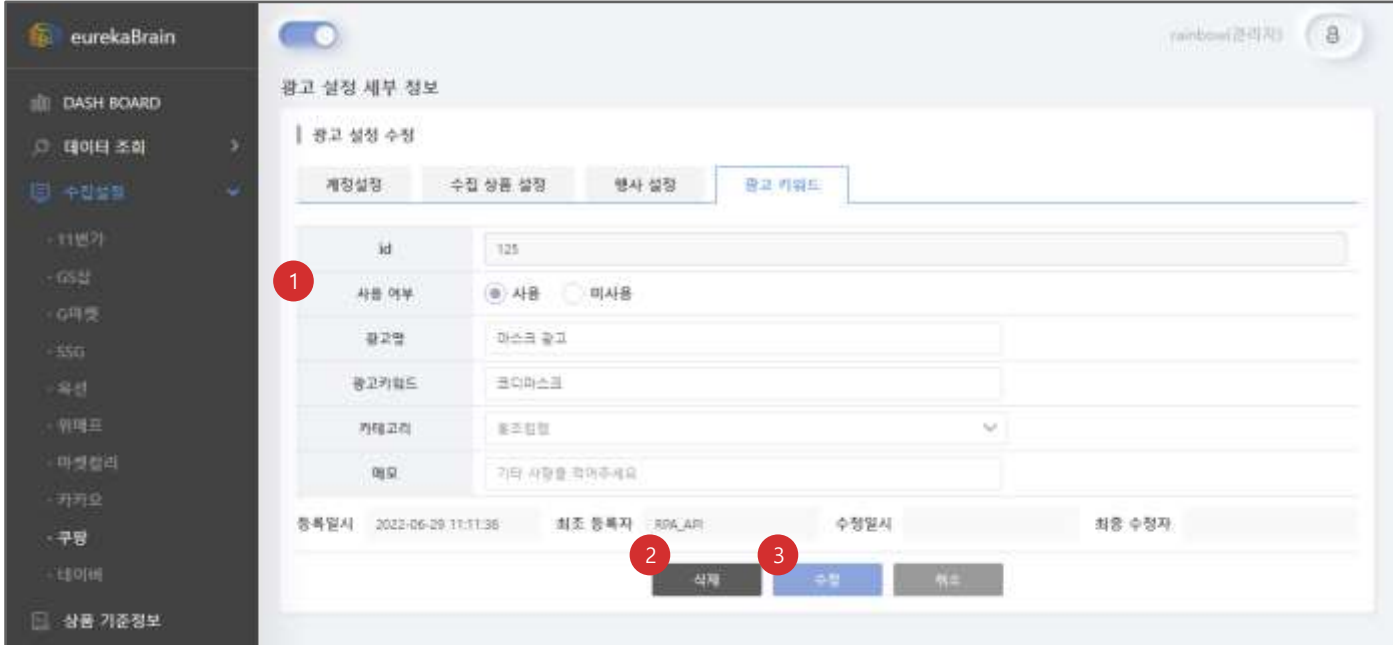 eurekaBrain
rainbowl(관리자)
DASH BOARD
데이터 조회
수집설정
- 11번가
- GS샵
- G마켓
- SSG
- 옥션
- 위메프
- 마켓컬리
- 카카오
- 쿠팡
- 네이버
상품 기준정보
광고 설정 세부 정보
광고 설정 수정
계정설정 수집 상품 설정 행사 설정 광고 키워드
id 125
1
사용 여부 사용 미사용
광고명 마스크 광고
광고키워드 코디마스크
카테고리
메모 기타 사항을 적어주세요
등록일시 2022-06-29 11:11:36 최초 등록자 RPA_API 수정일시 최종 수정자
2 3
삭제 수정 취소